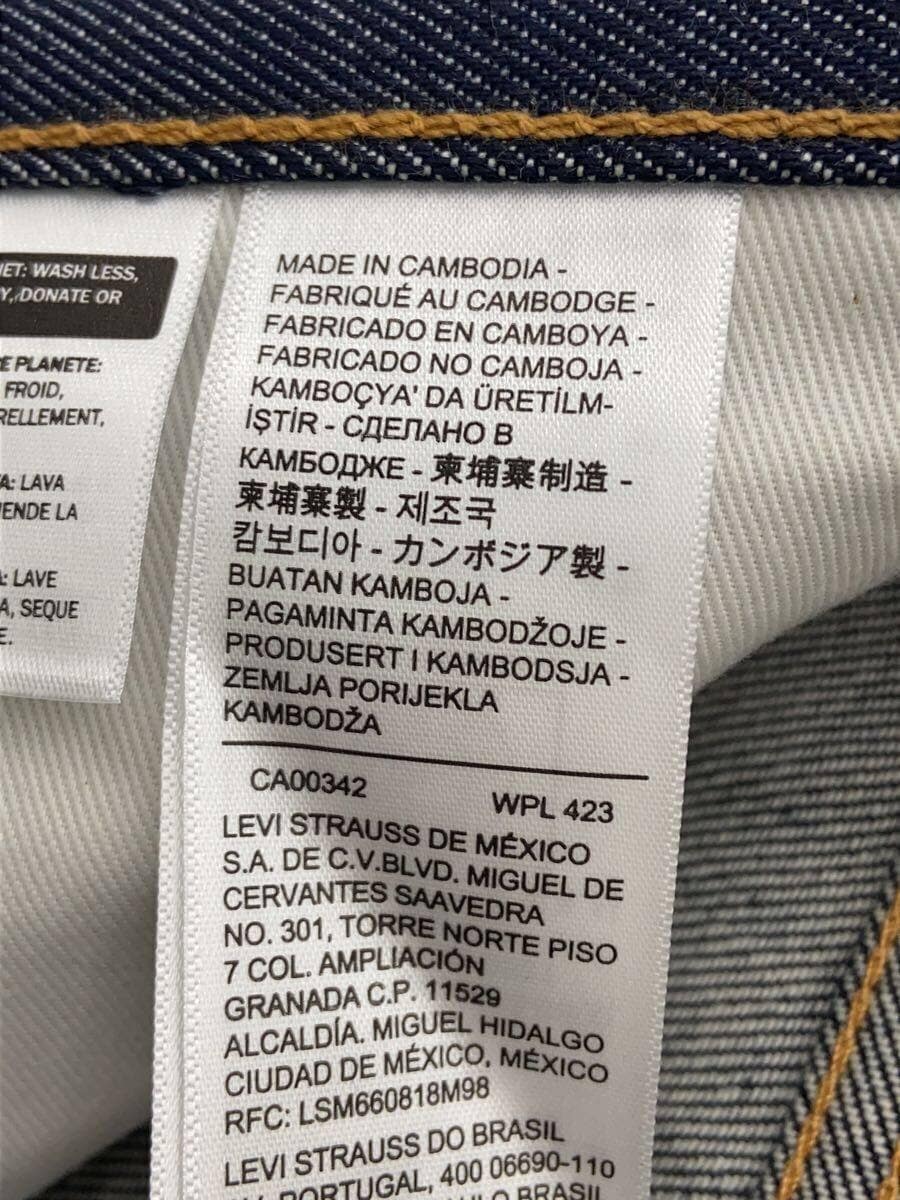 ET: WASH LESS,
Y, DONATE OR
E PLANETE:
FROID,
RELLEMENT,
A: LAVA
ENDE LA
A: LAVE
A, SEQUE
E.
MADE IN CAMBODIA -
FABRIQUÉ AU CAMBODGE -
FABRICADO EN CAMBOYA -
FABRICADO NO CAMBOJA -
KAMBOÇYA' DA ÜRETİLM-
İŞTİR - СДЕЛАНО В
КАМБОДЖЕ - 柬埔寨制造 -
柬埔寨製 - 제조국
캄보디아 - カンボジア製 -
BUATAN KAMBOJA -
PAGAMINTA KAMBODŽOJE -
PRODUSERT I KAMBODSJA -
ZEMLJA PORIJEKLA
KAMBODŽA
CA00342 WPL 423
LEVI STRAUSS DE MÉXICO
S.A. DE C.V.BLVD. MIGUEL DE
CERVANTES SAAVEDRA
NO. 301, TORRE NORTE PISO
7 COL. AMPLIACIÓN
GRANADA C.P. 11529
ALCALDÍA. MIGUEL HIDALGO
CIUDAD DE MÉXICO, MÉXICO
RFC: LSM660818M98
LEVI STRAUSS DO BRASIL
PORTUGAL, 400 06690-110
BRASIL